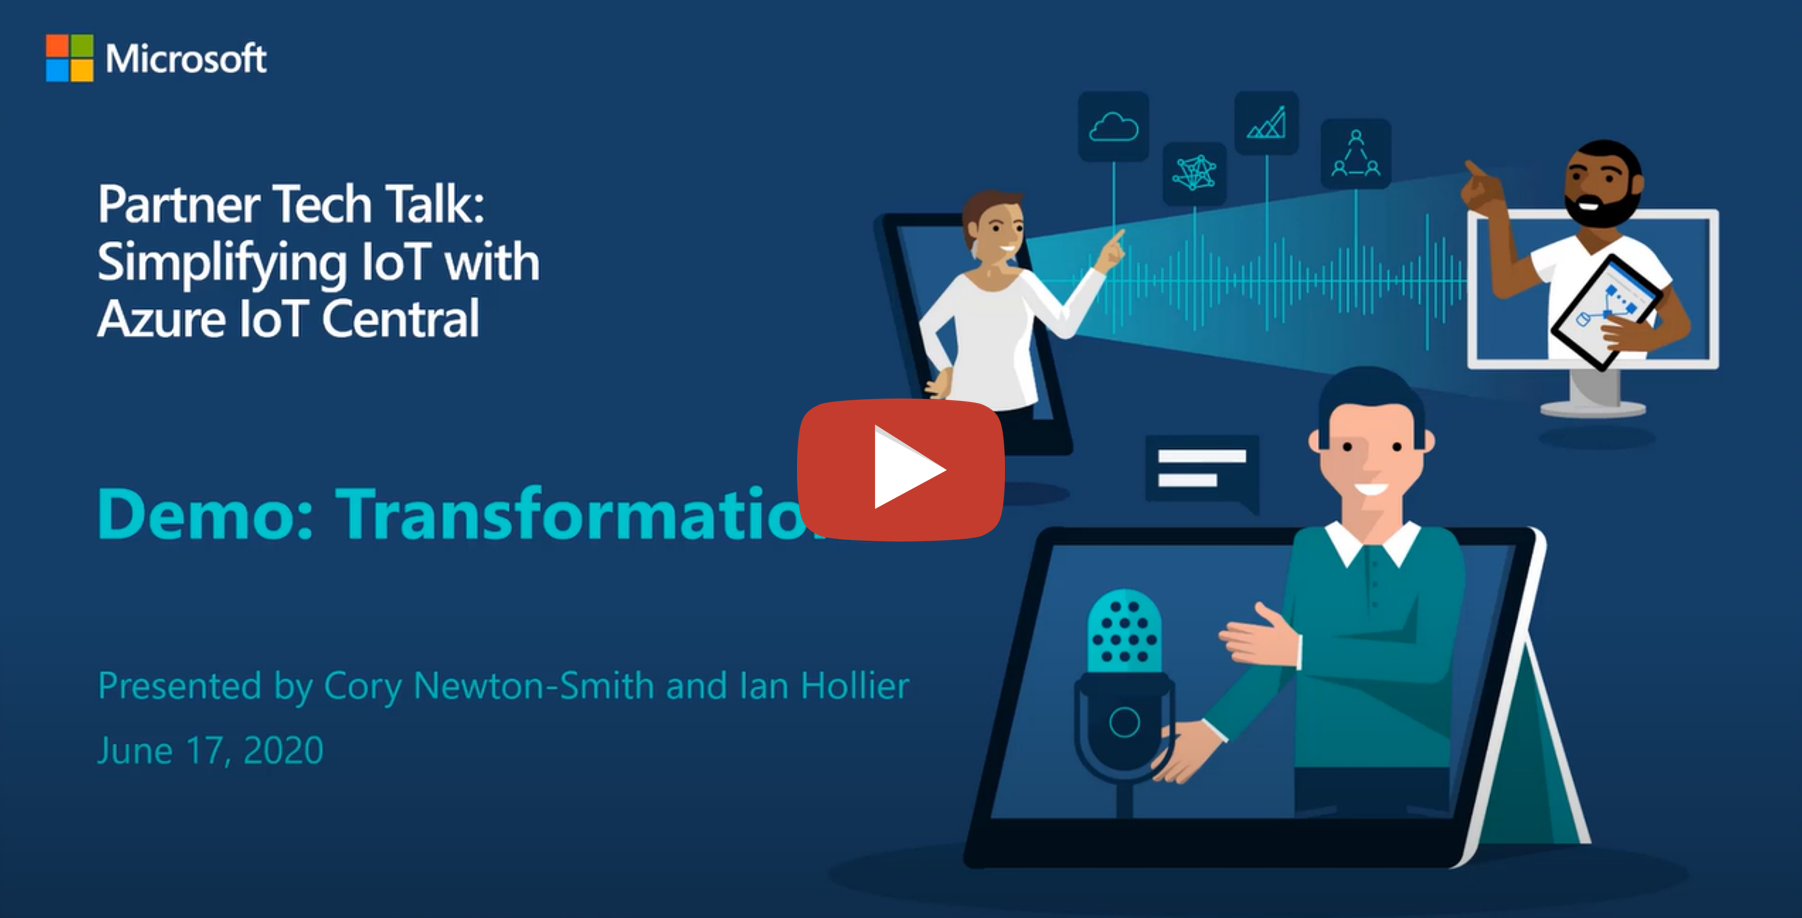 Microsoft
Partner Tech Talk:
Simplifying IoT with
Azure IoT Central
Demo: Transformation
Presented by Cory Newton-Smith and Ian Hollier
June 17, 2020